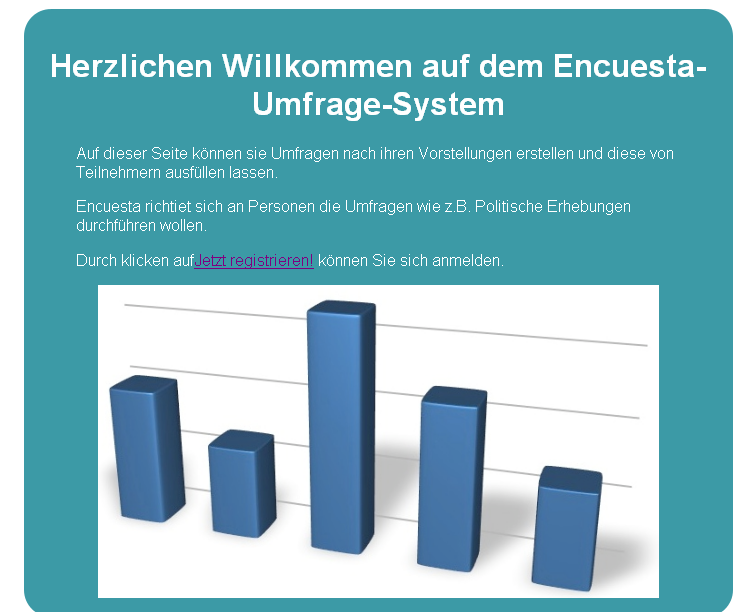 Herzlichen Willkommen auf dem Encuesta-
Umfrage-System
Auf dieser Seite können sie Umfragen nach ihren Vorstellungen erstellen und diese von
Teilnehmern ausfüllen lassen.
Encuesta richtiet sich an Personen die Umfragen wie z.B. Politische Erhebungen
durchführen wollen.
Durch klicken aufJetzt registrieren! können Sie sich anmelden.